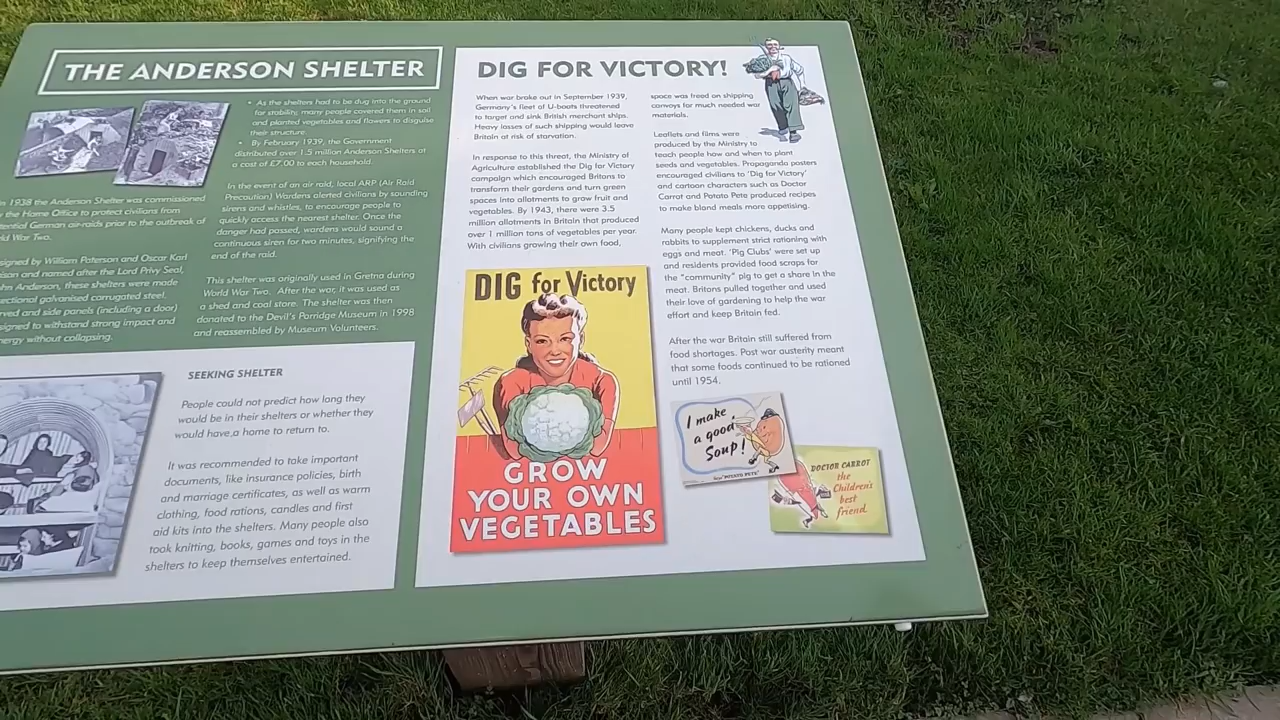 THE ANDERSON SHELTER
• As the shelters had to be dug into the ground
for stability, many people covered them in soil
and planted vegetables and flowers to disguise
their structure.
• By February 1939, the Government
distributed over 1.5 million Anderson Shelters at
a cost of £7.00 to each household.
In the event of an air raid, local ARP (Air Raid
Precaution) Wardens alerted civilians by sounding
sirens and whistles, to encourage people to
quickly access the nearest shelter. Once the
danger had passed, wardens would sound a
continuous siren for two minutes, signifying the
end of the raid.
This shelter was originally used in Gretna during
World War Two. After the war, it was used as
a shed and coal store. The shelter was then
donated to the Devil's Porridge Museum in 1998
and reassembled by Museum Volunteers.
1938 the Anderson Shelter was commissioned
the Home Office to protect civilians from
German air-raids prior to the outbreak of
War Two.
signed by William Paterson and Oscar Karl
and named after the Lord Privy Seal,
Anderson, these shelters were made
ectional galvanised corrugated steel.
ved and side panels (including a door)
signed to withstand strong impact and
ergy without collapsing.
SEEKING SHELTER
People could not predict how long they
would be in their shelters or whether they
would have a home to return to.
It was recommended to take important
documents, like insurance policies, birth
and marriage certificates, as well as warm
clothing, food rations, candles and first
aid kits into the shelters. Many people also
took knitting, books, games and toys in the
shelters to keep themselves entertained.
DIG FOR VICTORY!
When war broke out in September 1939,
Germany's fleet of U-boats threatened
to target and sink British merchant ships.
Heavy losses of such shipping would leave
Britain at risk of starvation.
In response to this threat, the Ministry of
Agriculture established the Dig for Victory
campaign which encouraged Britons to
transform their gardens and turn green
spaces into allotments to grow fruit and
vegetables. By 1943, there were 3.5
million allotments in Britain that produced
over 1 million tons of vegetables per year.
With civilians growing their own food,
space was freed on shipping
convoys for much needed war
materials.
Leaflets and films were
produced by the Ministry to
teach people how and when to plant
seeds and vegetables. Propaganda posters
encouraged civilians to 'Dig for Victory'
and cartoon characters such as Doctor
Carrot and Potato Pete produced recipes
to make bland meals more appetising.
Many people kept chickens, ducks and
rabbits to supplement strict rationing with
eggs and meat. 'Pig Clubs' were set up
and residents provided food scraps for
the "community" pig to get a share in the
meat. Britons pulled together and used
their love of gardening to help the war
effort and keep Britain fed.
After the war Britain still suffered from
food shortages. Post war austerity meant
that some foods continued to be rationed
until 1954.
DIG for Victory
GROW
YOUR OWN
VEGETABLES
I make
a good
Soup!
Says "POTATO PETE"
DOCTOR CARROT
the
Children's
best
friend